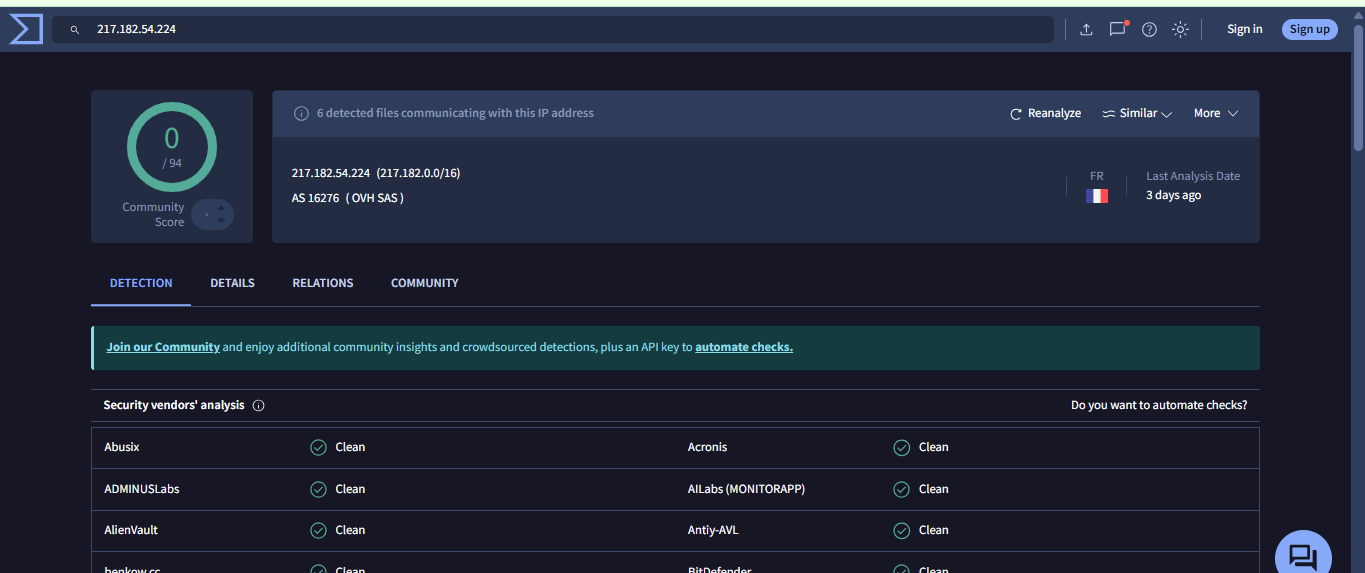 217.182.54.224
Sign in
Sign up
0
/ 94
Community
Score
6 detected files communicating with this IP address
Reanalyze
Similar
More
217.182.54.224 (217.182.0.0/16)
AS 16276 ( OVH SAS )
FR
Last Analysis Date
3 days ago
DETECTION
DETAILS
RELATIONS
COMMUNITY
Join our Community and enjoy additional community insights and crowdsourced detections, plus an API key to automate checks.
Security vendors' analysis
Do you want to automate checks?
Abusix Clean Acronis Clean
ADMINUSLabs Clean AILabs (MONITORAPP) Clean
AlienVault Clean Antiy-AVL Clean
benkow.cc Clean BitDefender Clean